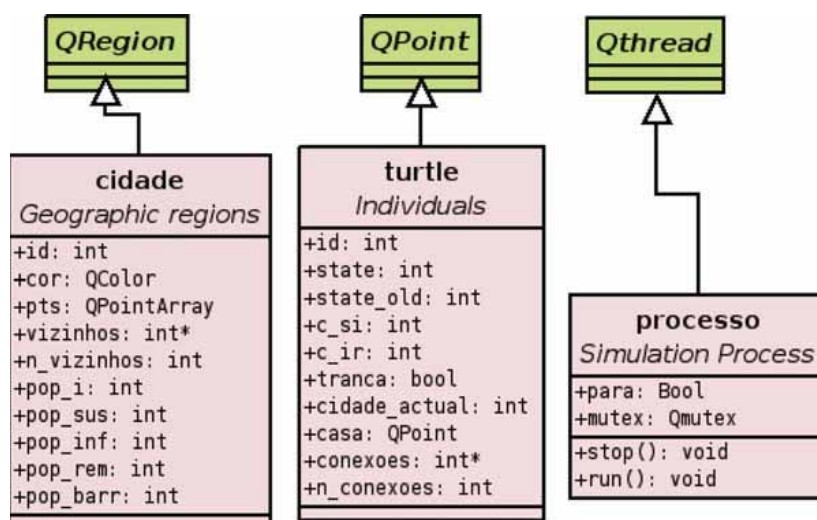 QRegion
cidade
Geographic regions
+id: int
+cor: QColor
+pts: QPointArray
+vizinhos: int*
+n_vizinhos: int
+pop_i: int
+pop_sus: int
+pop_inf: int
+pop_rem: int
+pop_barr: int
QPoint
turtle
Individuals
+id: int
+state: int
+state_old: int
+c_si: int
+c_ir: int
+tranca: bool
+cidade_actual: int
+casa: QPoint
+conexoes: int*
+n_conexoes: int
Qthread
processo
Simulation Process
+para: Bool
+mutex: Qmutex
+stop(): void
+run(): void